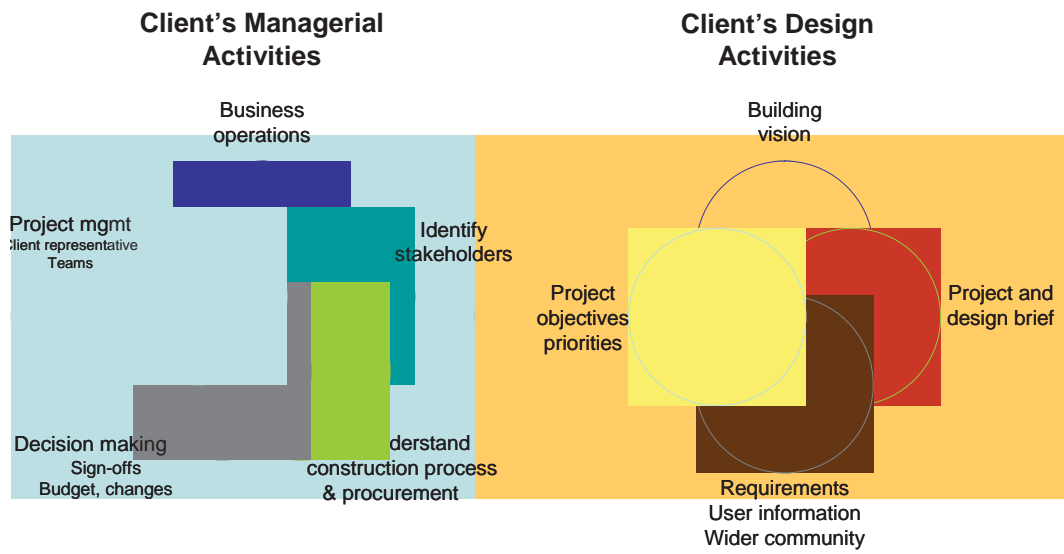 Client's Managerial
Activities
Business
operations
Project mgmt
Client representative
Teams
Identify
stakeholders
Decision making
Sign-offs
Budget, changes
derstand
construction process
& procurement
Client's Design
Activities
Building
vision
Project
objectives
priorities
Project and
design brief
Requirements
User information
Wider community